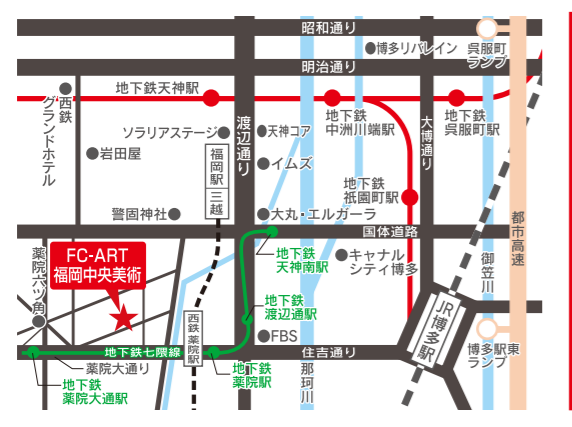 昭和通り
●博多リバレイン
呉服町
ランプ
明治通り
地下鉄天神駅
●西鉄
グランドホテル
地下鉄
中洲川端駅
地下鉄
呉服町駅
渡辺通り
大博通り
ソラリアステージ●
●天神コア
●岩田屋
福岡駅
三越
●イムズ
地下鉄
祇園町駅
警固神社●
●大丸・エルガーラ
国体道路
都市高速
御笠川
薬院六ツ角
FC-ART
福岡中央美術
地下鉄
天神南駅
●キャナル
シティ博多
地下鉄
渡辺通駅
西鉄薬院駅
JR博多駅
●FBS
地下鉄七隈線
住吉通り
博多駅東
ランプ
薬院大通り
地下鉄
薬院大通駅
地下鉄
薬院駅
那珂川